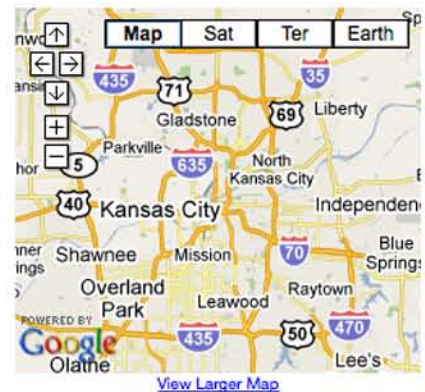 Map Sat Ter Earth
435
71
35
69
Liberty
Gladstone
Parkville
635
North
Kansas City
5
40
Kansas City
Independen
Blue
Springs
Shawnee
Mission
70
Overland
Park
Raytown
Leawood
POWERED BY
Google
435
50
470
Olathe
Lee's
View Larger Map